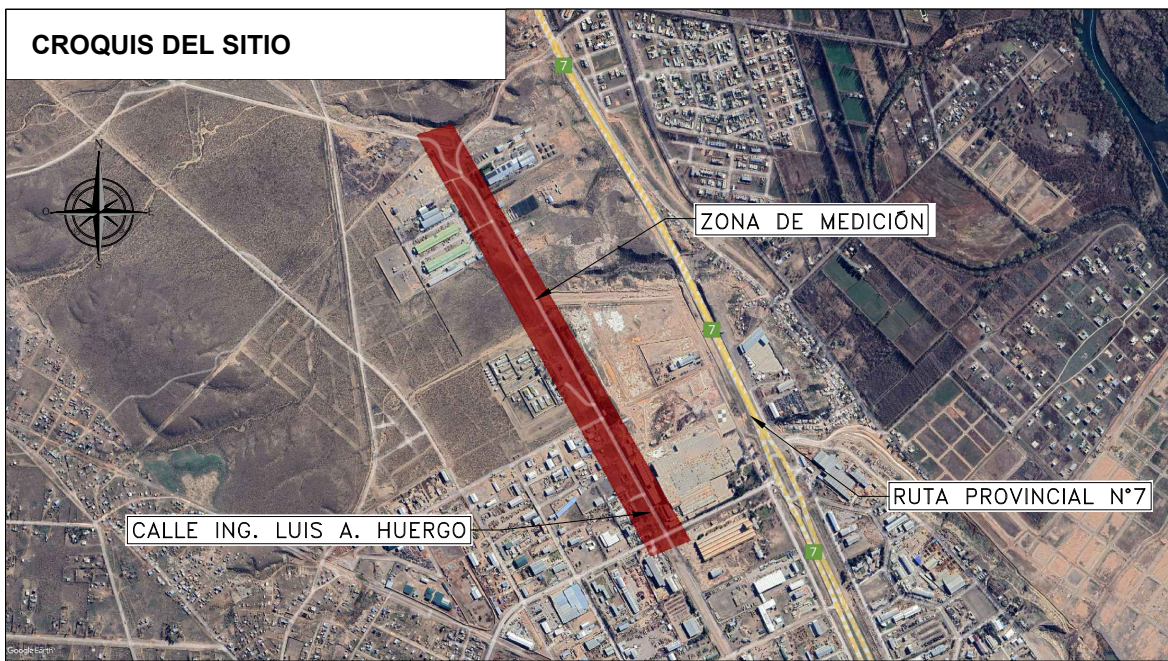 CROQUIS DEL SITIO
7
N
O
E
S
ZONA DE MEDICIÓN
7
RUTA PROVINCIAL N°7
CALLE ING. LUIS A. HUERGO
7
Google Earth